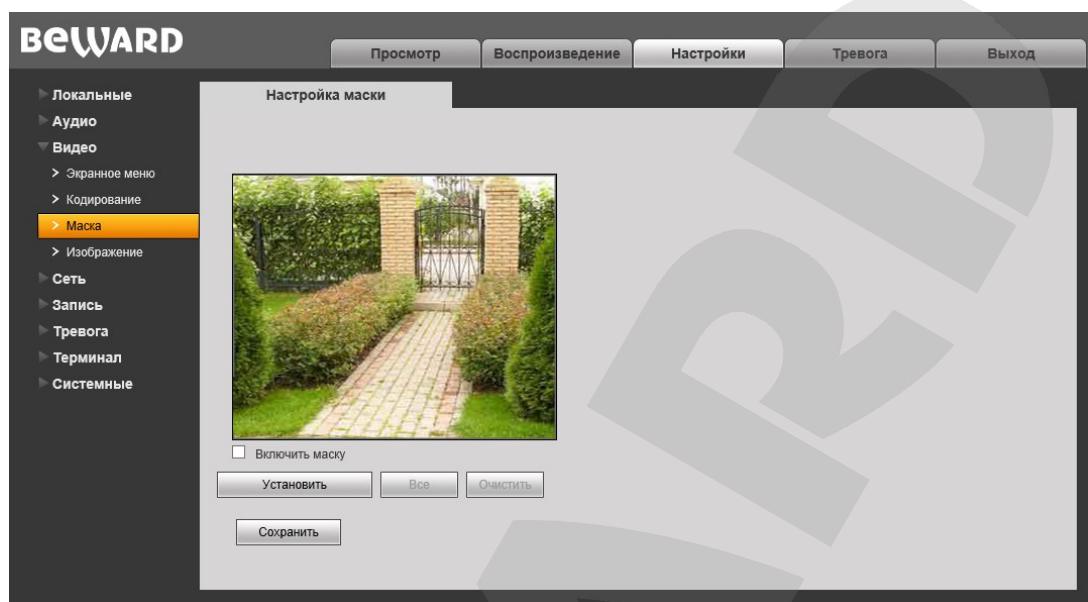 BEWARD
Просмотр
Воспроизведение
Настройки
Тревога
Выход
Локальные
Аудио
Видео
> Экранное меню
> Кодирование
> Маска
> Изображение
Сеть
Запись
Тревога
Терминал
Системные
Настройка маски
Включить маску
Установить
Все
Очистить
Сохранить